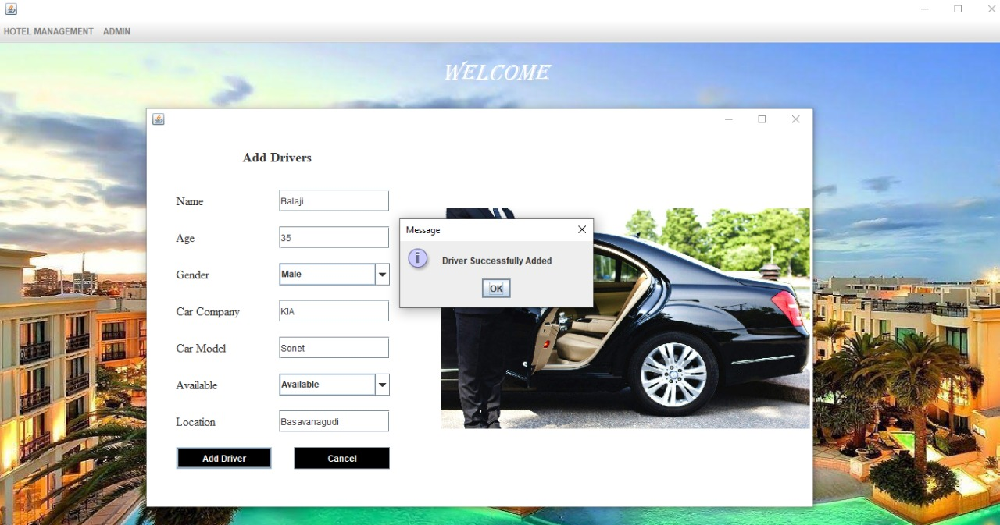 HOTEL MANAGEMENT ADMIN
WELCOME
Add Drivers
Name Balaji
Age 35
Gender Male
Car Company KIA
Car Model Sonet
Available Available
Location Basavanagudi
Add Driver Cancel
Message
i
Driver Successfully Added
OK